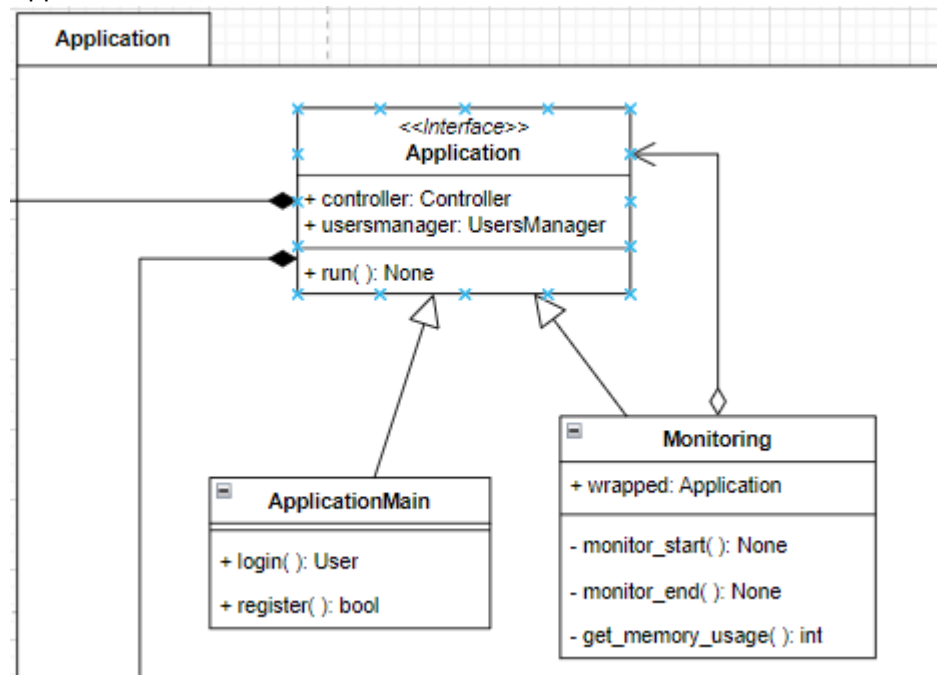 Application
<<Interface>>
Application
+ controller: Controller
+ usersmanager: UsersManager
+ run( ): None
Monitoring
+ wrapped: Application
- monitor_start( ): None
- monitor_end( ): None
- get_memory_usage( ): int
ApplicationMain
+ login( ): User
+ register( ): bool